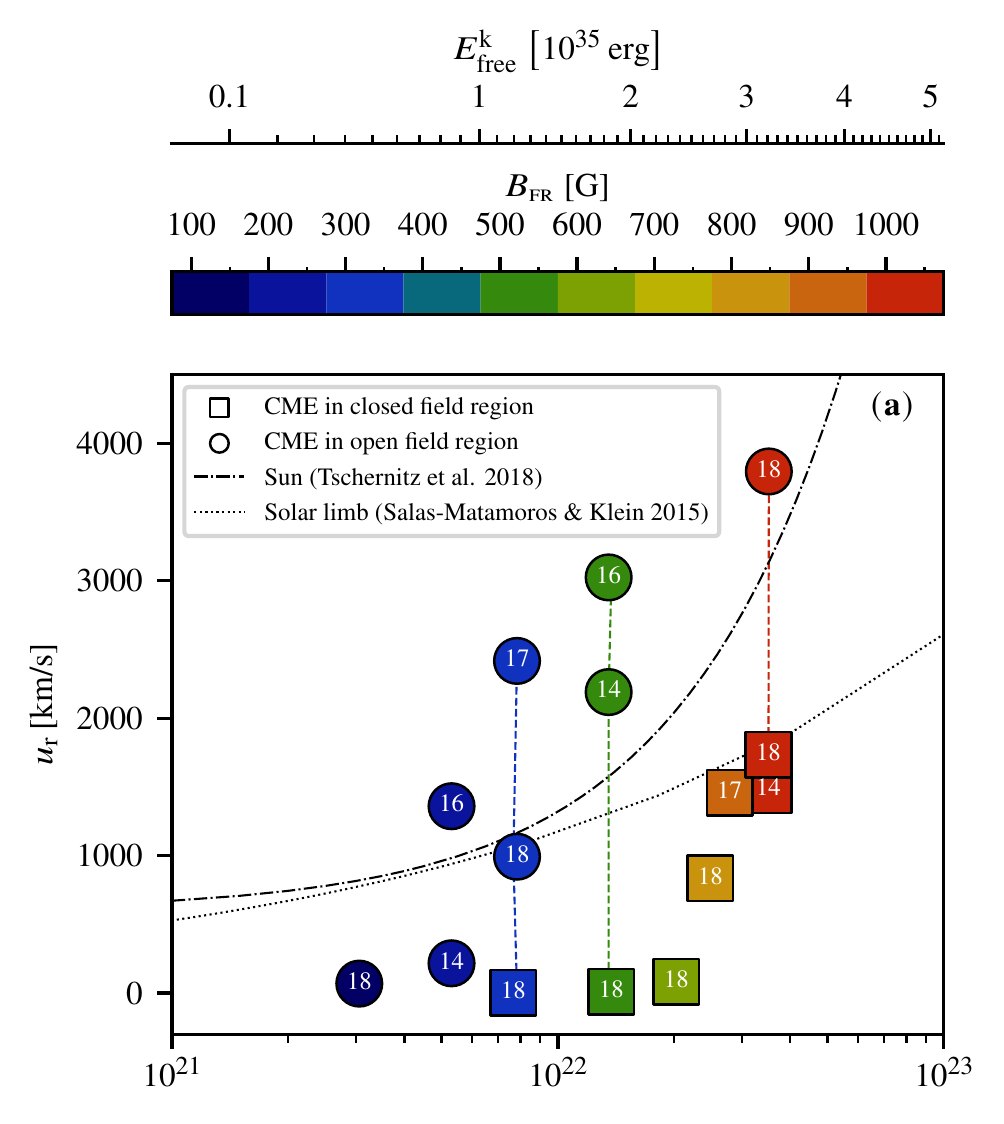 E^k_free [10^35 erg]
0.1 1 2 3 4 5
B_FR [G]
100 200 300 400 500 600 700 800 900 1000
(a)
CME in closed field region
CME in open field region
Sun (Tschernitz et al. 2018)
Solar limb (Salas-Matamoros & Klein 2015)
u_r [km/s]
4000
3000
2000
1000
0
18
16
17
14
18
17 14
16
18
18
14
18
18 18 18
10^21 10^22 10^23